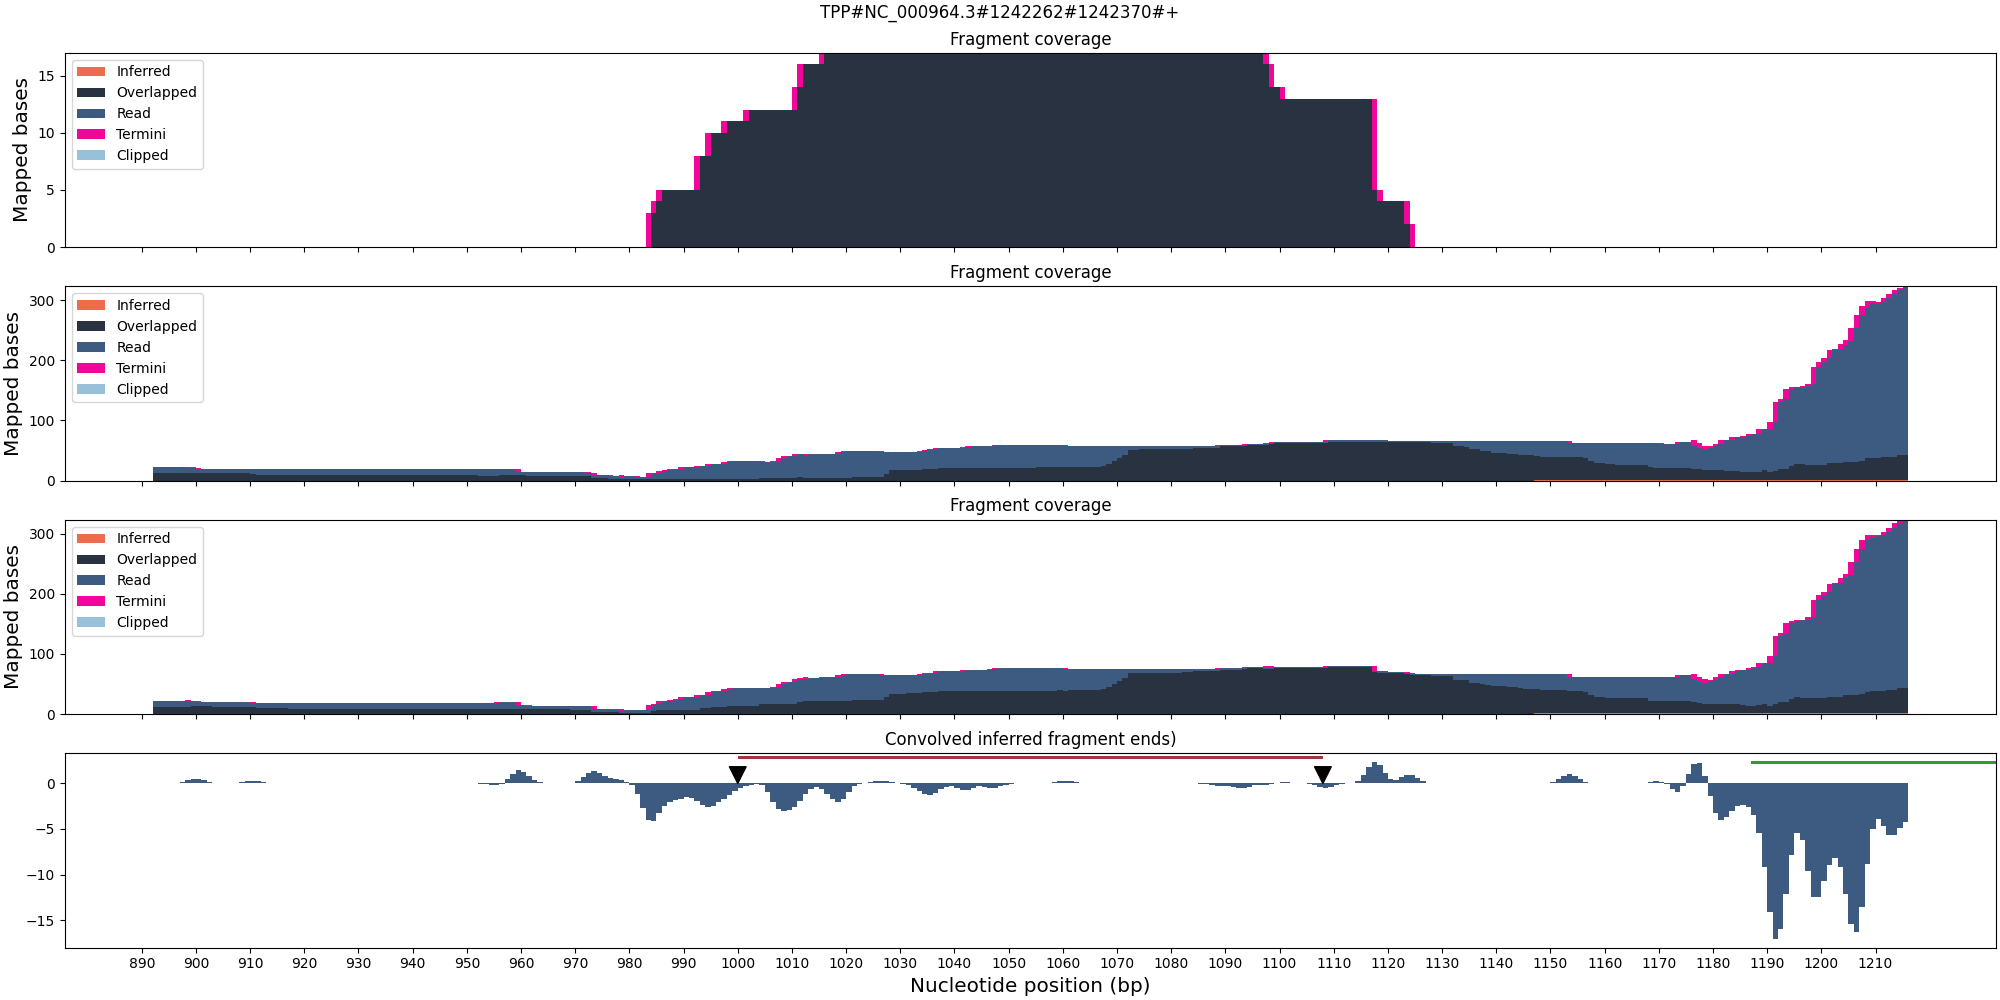 TPP#NC_000964.3#1242262#1242370#+
Fragment coverage
Mapped bases
15
10
5
0
Inferred
Overlapped
Read
Termini
Clipped
Fragment coverage
Mapped bases
300
200
100
0
Inferred
Overlapped
Read
Termini
Clipped
Fragment coverage
Mapped bases
300
200
100
0
Inferred
Overlapped
Read
Termini
Clipped
Convolved inferred fragment ends)
0
−5
−10
−15
890 900 910 920 930 940 950 960 970 980 990 1000 1010 1020 1030 1040 1050 1060 1070 1080 1090 1100 1110 1120 1130 1140 1150 1160 1170 1180 1190 1200 1210
Nucleotide position (bp)